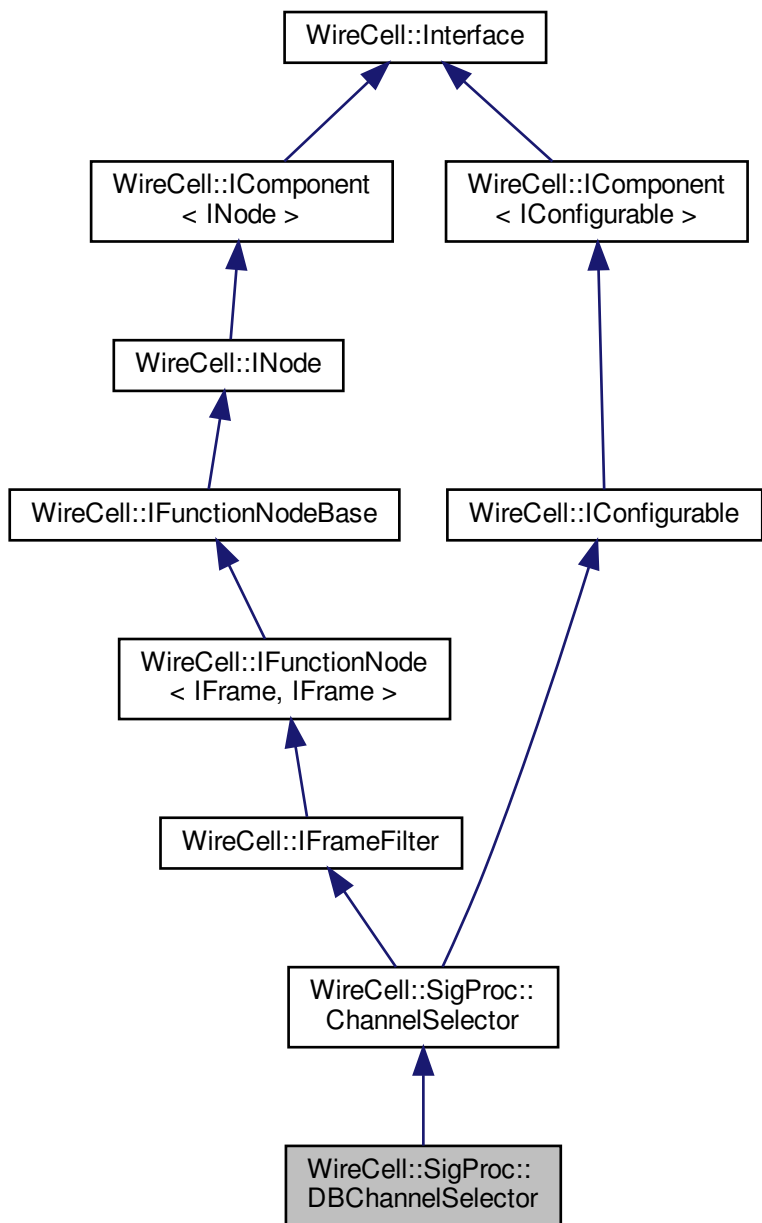 WireCell::Interface
WireCell::IComponent
< INode >
WireCell::IComponent
< IConfigurable >
WireCell::INode
WireCell::IFunctionNodeBase
WireCell::IConfigurable
WireCell::IFunctionNode
< IFrame, IFrame >
WireCell::IFrameFilter
WireCell::SigProc::
ChannelSelector
WireCell::SigProc::
DBChannelSelector